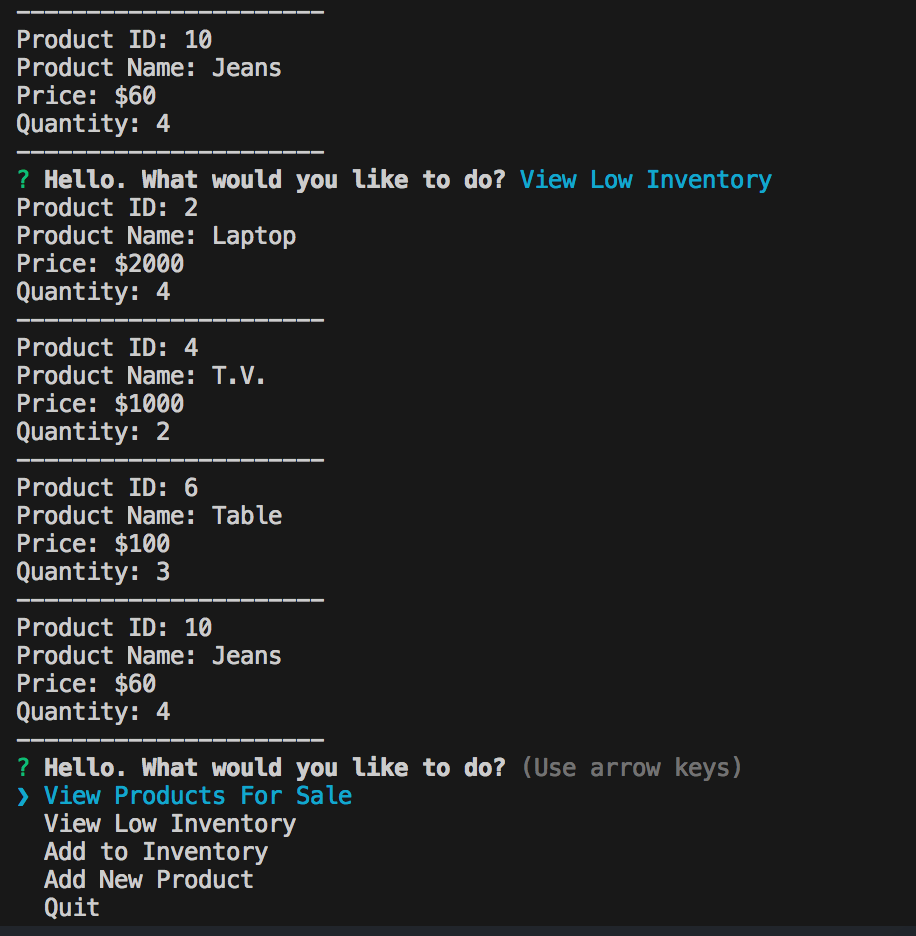 ----------------------
Product ID: 10
Product Name: Jeans
Price: $60
Quantity: 4
----------------------
? Hello. What would you like to do? View Low Inventory
Product ID: 2
Product Name: Laptop
Price: $2000
Quantity: 4
----------------------
Product ID: 4
Product Name: T.V.
Price: $1000
Quantity: 2
----------------------
Product ID: 6
Product Name: Table
Price: $100
Quantity: 3
----------------------
Product ID: 10
Product Name: Jeans
Price: $60
Quantity: 4
----------------------
? Hello. What would you like to do? (Use arrow keys)
❯ View Products For Sale
  View Low Inventory
  Add to Inventory
  Add New Product
  Quit